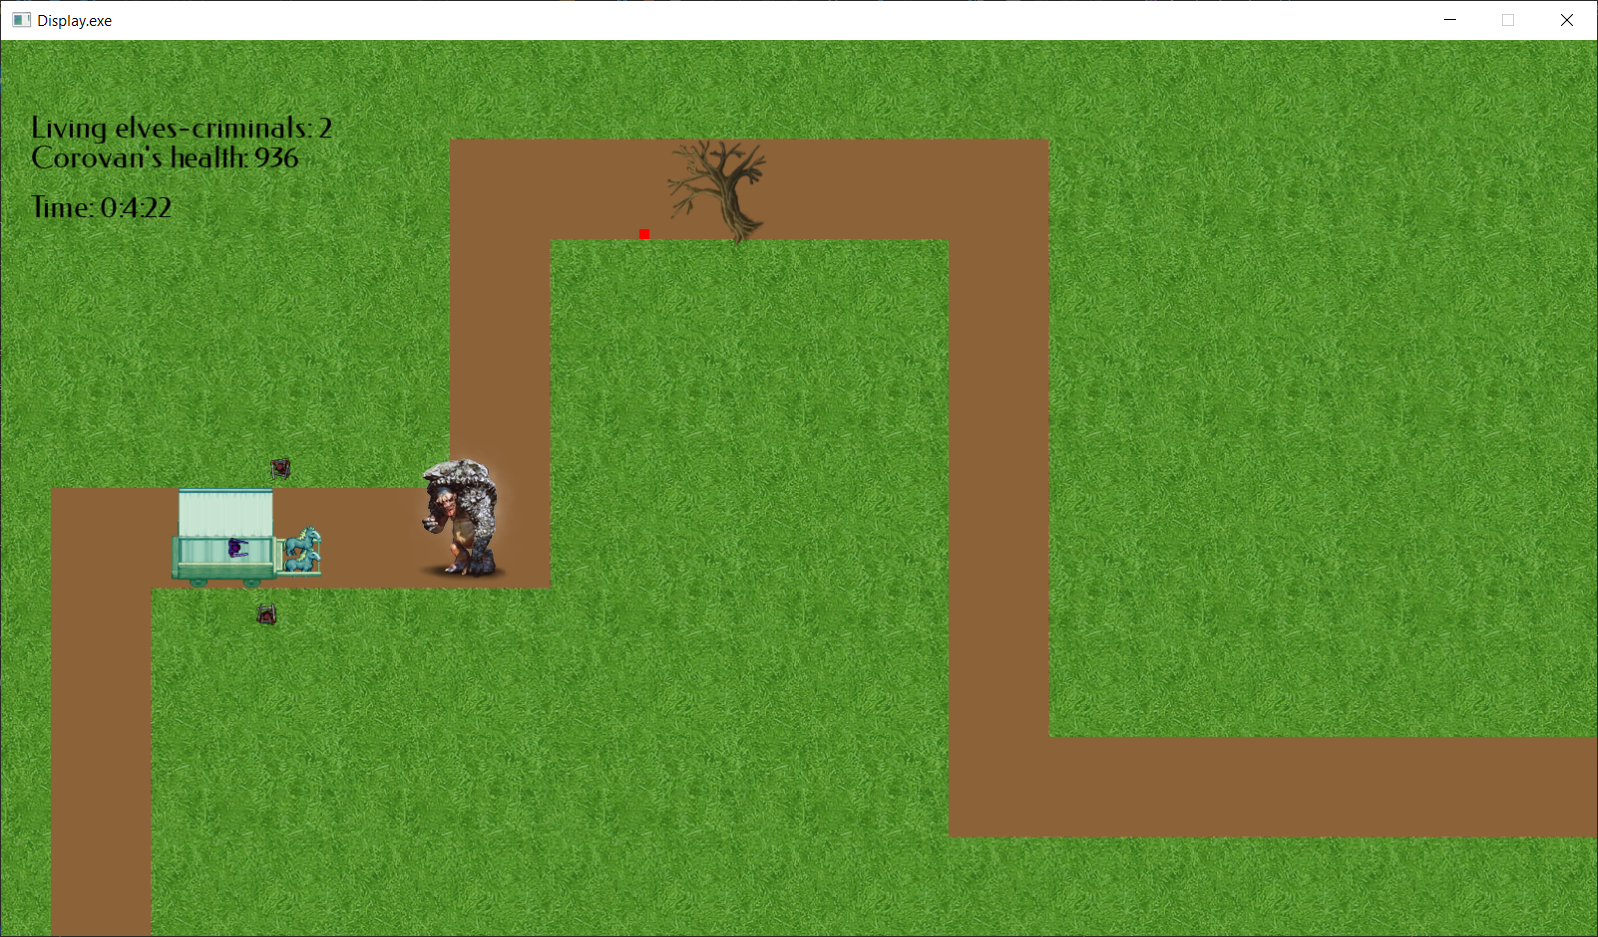 Display.exe
Living elves-criminals: 2
Corovan's health: 936
Time: 0:4:22